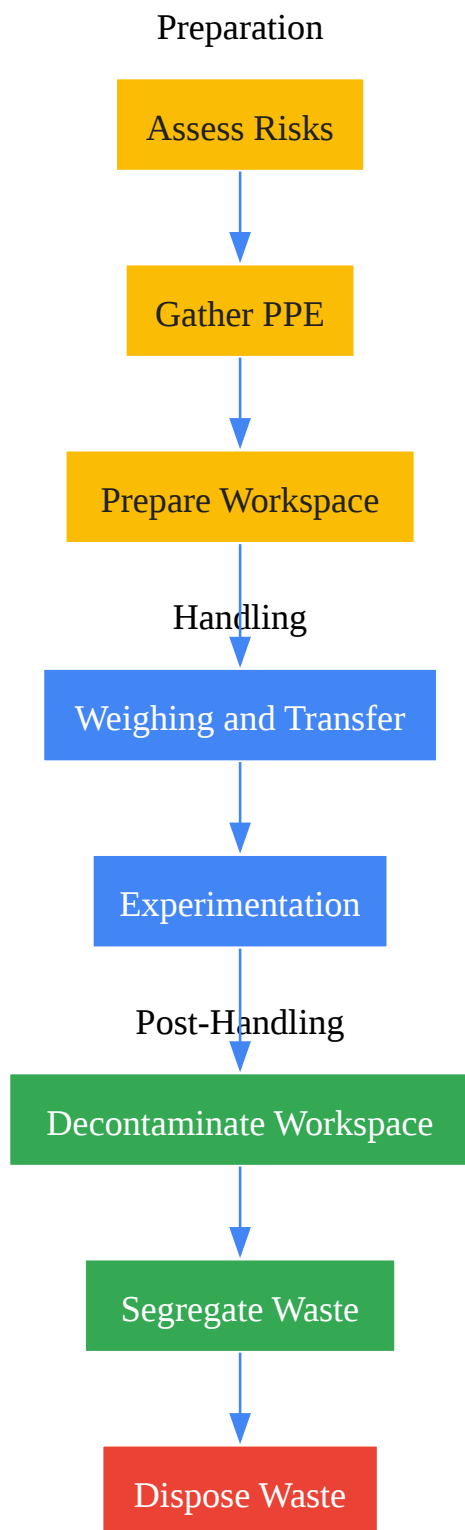 Preparation
Assess Risks
Gather PPE
Prepare Workspace
Handling
Weighing and Transfer
Experimentation
Post-Handling
Decontaminate Workspace
Segregate Waste
Dispose Waste